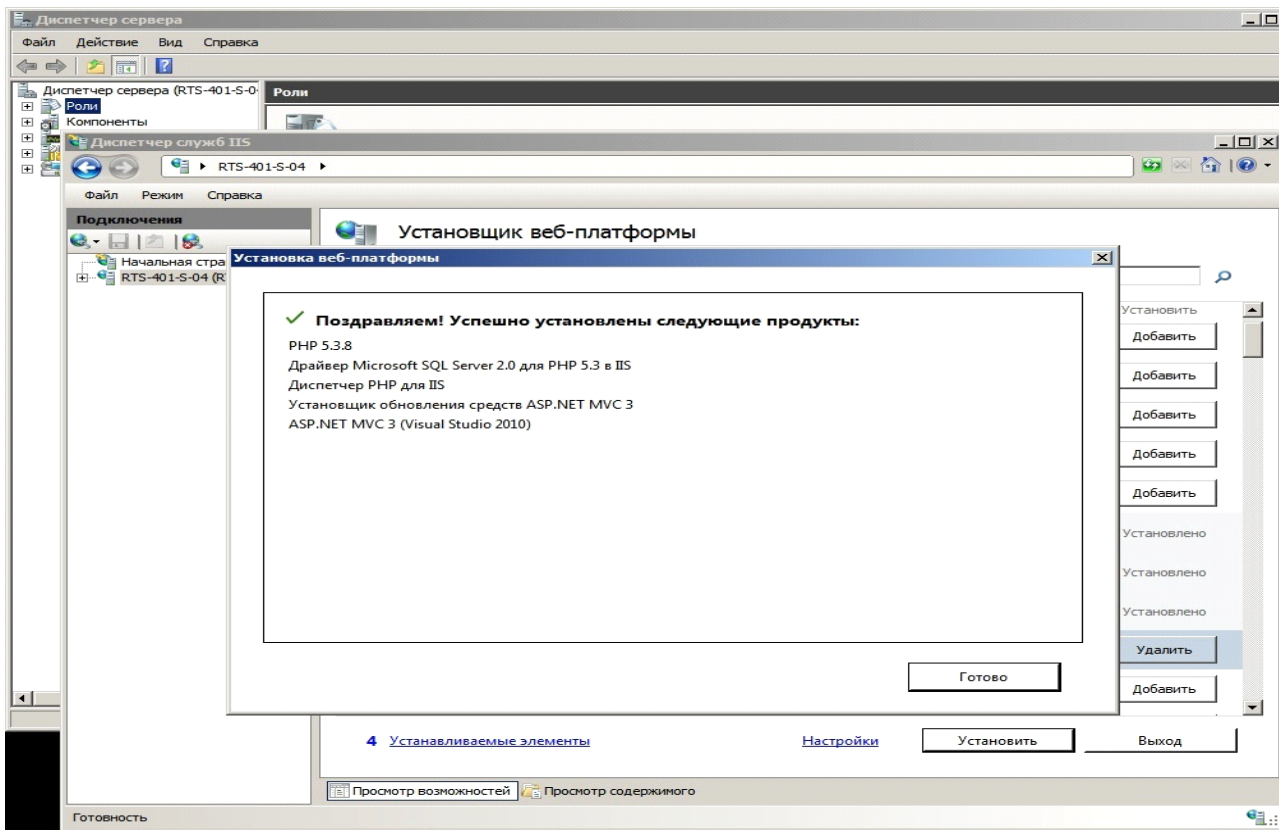 Диспетчер сервера
Файл Действие Вид Справка
Диспетчер сервера (RTS-401-S-0
Роли
Роли
Компоненты
Диспетчер служб IIS
RTS-401-S-04
Файл Режим Справка
Подключения
Начальная стра
RTS-401-S-04 (R
Установщик веб-платформы
Установка веб-платформы
Поздравляем! Успешно установлены следующие продукты:
PHP 5.3.8
Драйвер Microsoft SQL Server 2.0 для PHP 5.3 в IIS
Диспетчер PHP для IIS
Установщик обновления средств ASP.NET MVC 3
ASP.NET MVC 3 (Visual Studio 2010)
Готово
Установить
Добавить
Добавить
Добавить
Добавить
Добавить
Установлено
Установлено
Установлено
Удалить
Добавить
4 Устанавливаемые элементы
Настройки
Установить
Выход
Просмотр возможностей
Просмотр содержимого
Готовность